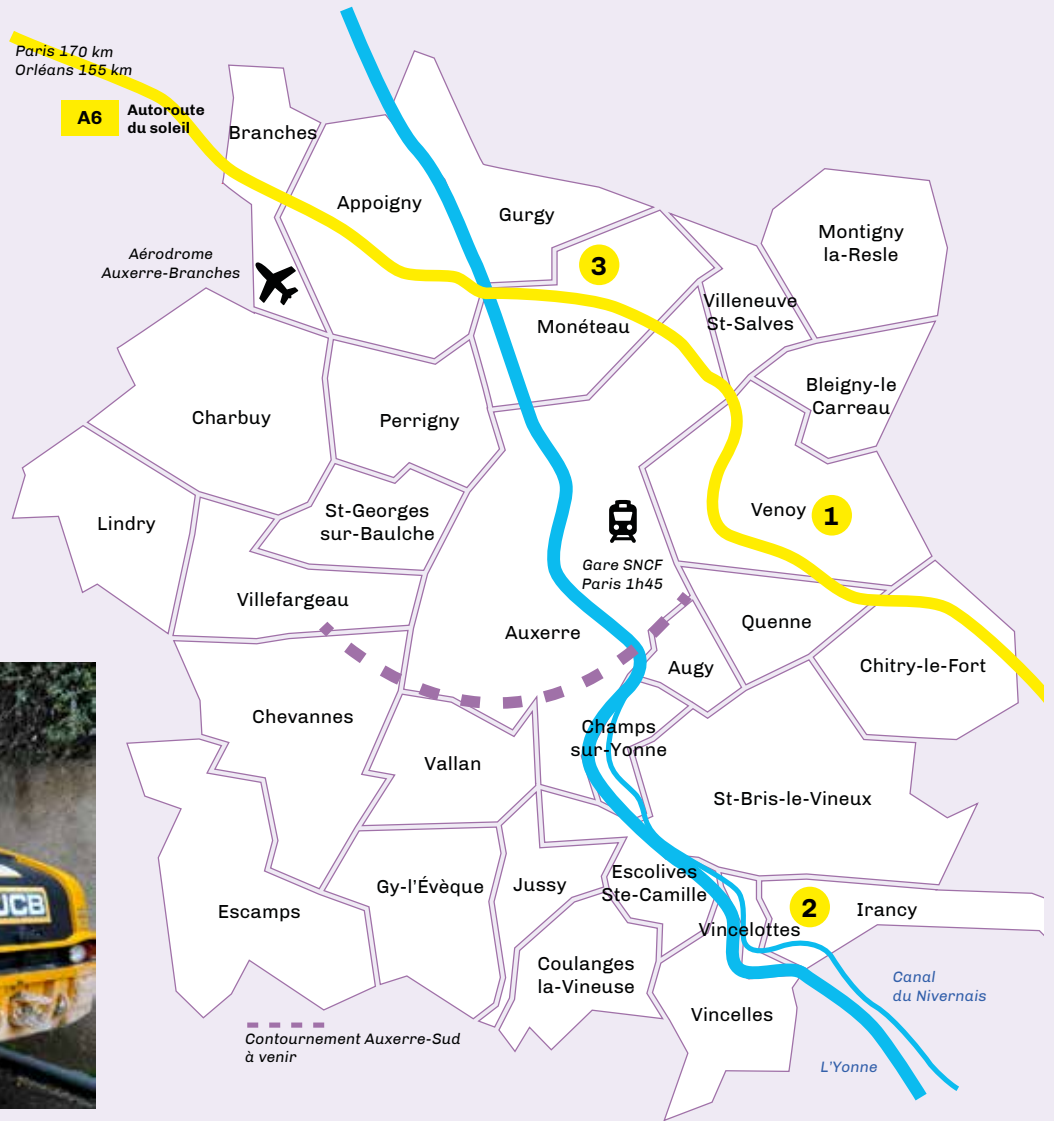 Paris 170 km
Orléans 155 km
A6
Autoroute
du soleil
Branches
Appoigny
Gurgy
Montigny
la-Resle
Aérodrome
Auxerre-Branches
3
Monéteau
Villeneuve
St-Salves
Bleigny-le
Carreau
Charbuy
Perrigny
Lindry
St-Georges
sur-Baulche
Venoy
1
Gare SNCF
Paris 1h45
Villefargeau
Auxerre
Quenne
Augy
Chitry-le-Fort
Chevannes
Champs
sur-Yonne
Vallan
St-Bris-le-Vineux
JCB
Escamps
Gy-l'Évèque
Jussy
Escolives
Ste-Camille
2
Irancy
Vincelottes
Coulanges
la-Vineuse
Canal
du Nivernais
Vincelles
Contournement Auxerre-Sud
à venir
L'Yonne